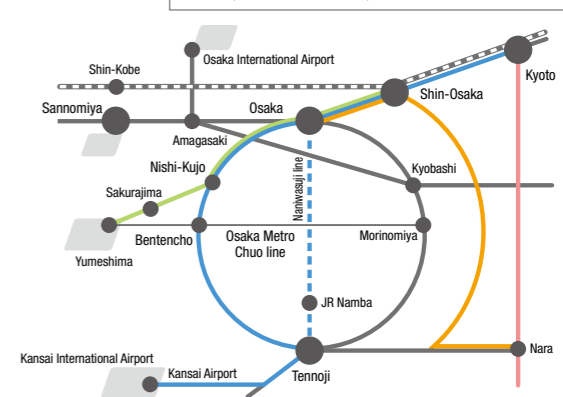 Osaka International Airport
Shin-Kobe
Kyoto
Sannomiya
Osaka
Shin-Osaka
Amagasaki
Nishi-Kujo
Kyobashi
Sakurajima
Naniwasuji line
Bentencho
Osaka Metro
Chuo line
Morinomiya
Yumeshima
JR Namba
Kansai International Airport
Kansai Airport
Tennoji
Nara